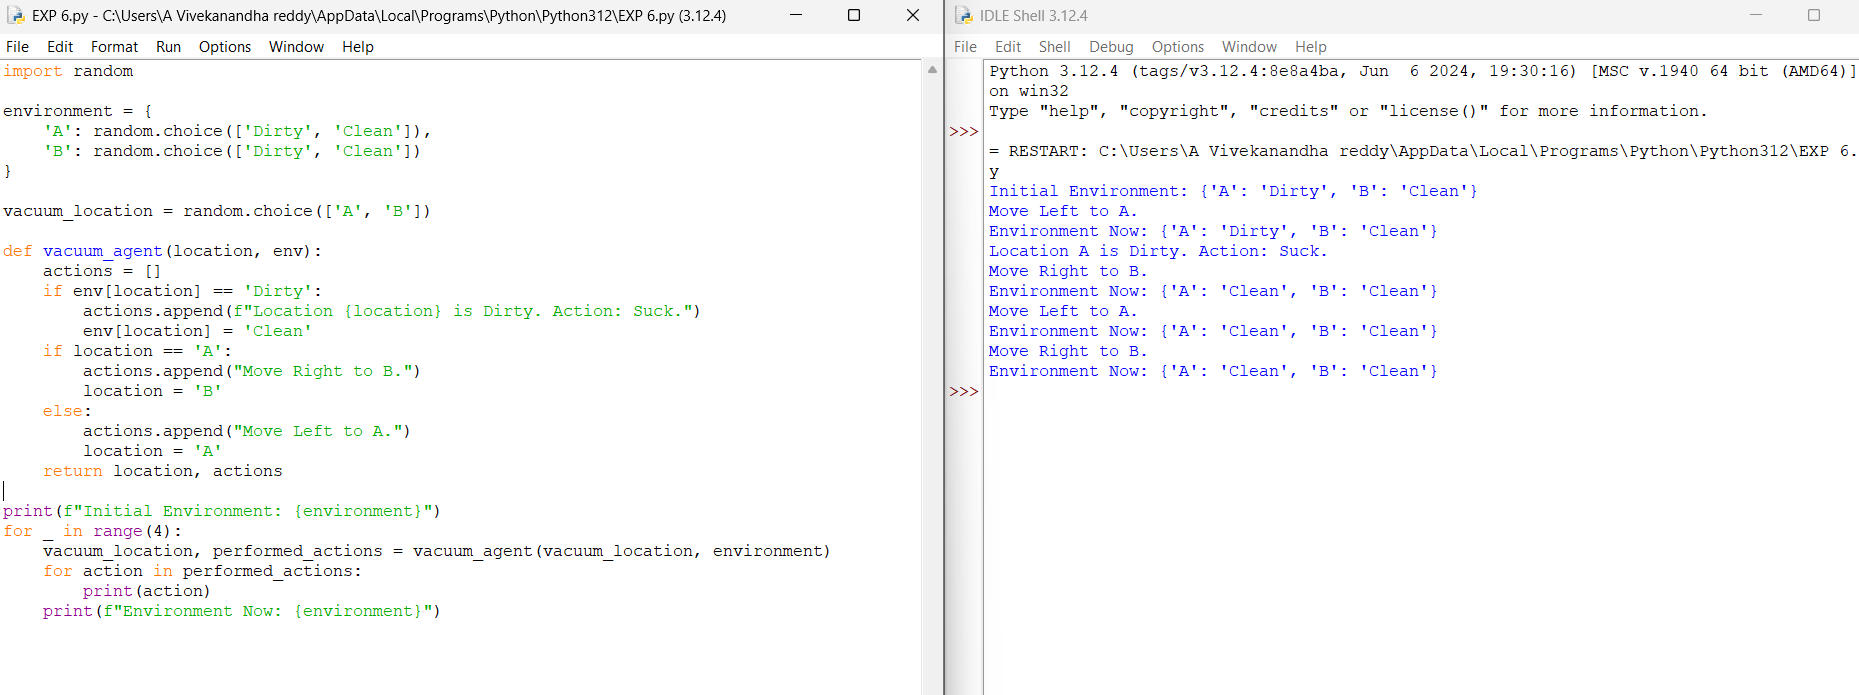 EXP 6.py - C:\Users\A Vivekanandha reddy\AppData\Local\Programs\Python\Python312\EXP 6.py (3.12.4)
File Edit Format Run Options Window Help
import random

environment = {
    'A': random.choice(['Dirty', 'Clean']),
    'B': random.choice(['Dirty', 'Clean'])
}

vacuum_location = random.choice(['A', 'B'])

def vacuum_agent(location, env):
    actions = []
    if env[location] == 'Dirty':
        actions.append(f"Location {location} is Dirty. Action: Suck.")
        env[location] = 'Clean'
    if location == 'A':
        actions.append("Move Right to B.")
        location = 'B'
    else:
        actions.append("Move Left to A.")
        location = 'A'
    return location, actions

print(f"Initial Environment: {environment}")
for _ in range(4):
    vacuum_location, performed_actions = vacuum_agent(vacuum_location, environment)
    for action in performed_actions:
        print(action)
    print(f"Environment Now: {environment}")
IDLE Shell 3.12.4
File Edit Shell Debug Options Window Help
Python 3.12.4 (tags/v3.12.4:8e8a4ba, Jun  6 2024, 19:30:16) [MSC v.1940 64 bit (AMD64)]
on win32
Type "help", "copyright", "credits" or "license()" for more information.
>>>
= RESTART: C:\Users\A Vivekanandha reddy\AppData\Local\Programs\Python\Python312\EXP 6.
y
Initial Environment: {'A': 'Dirty', 'B': 'Clean'}
Move Left to A.
Environment Now: {'A': 'Dirty', 'B': 'Clean'}
Location A is Dirty. Action: Suck.
Move Right to B.
Environment Now: {'A': 'Clean', 'B': 'Clean'}
Move Left to A.
Environment Now: {'A': 'Clean', 'B': 'Clean'}
Move Right to B.
Environment Now: {'A': 'Clean', 'B': 'Clean'}
>>>